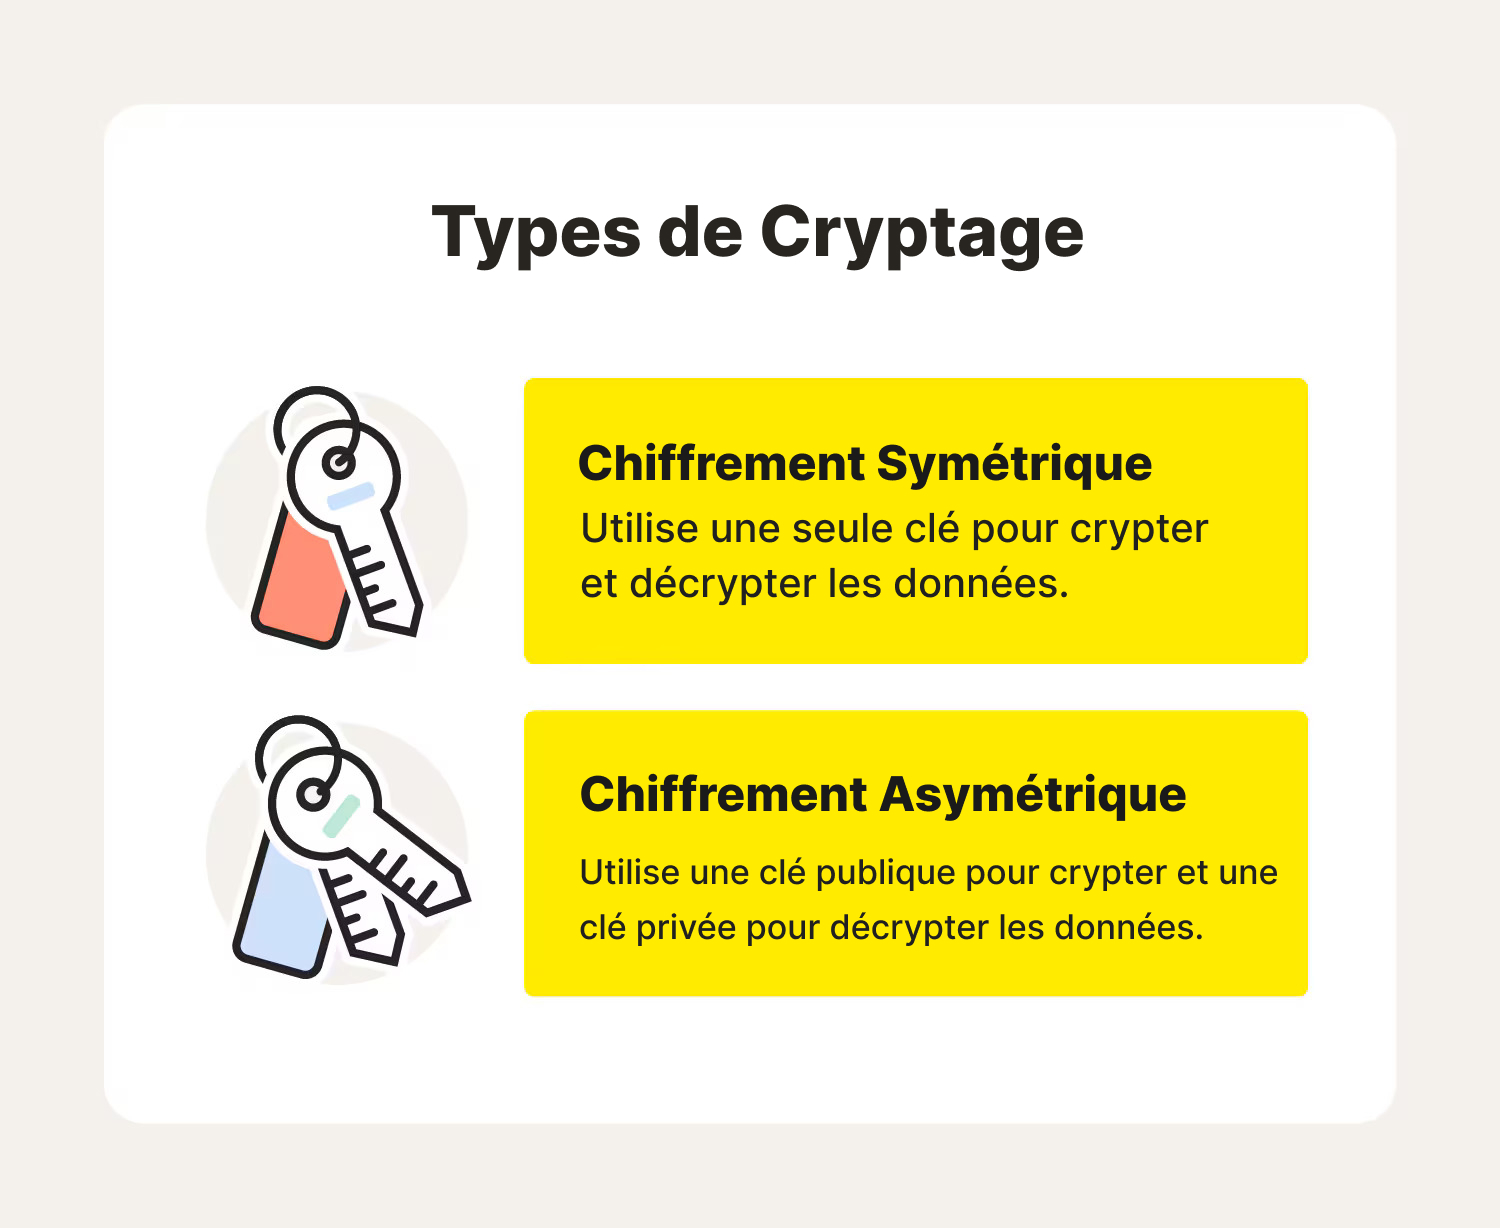 Types de Cryptage
Chiffrement Symétrique
Utilise une seule clé pour crypter
et décrypter les données.
Chiffrement Asymétrique
Utilise une clé publique pour crypter et une
clé privée pour décrypter les données.